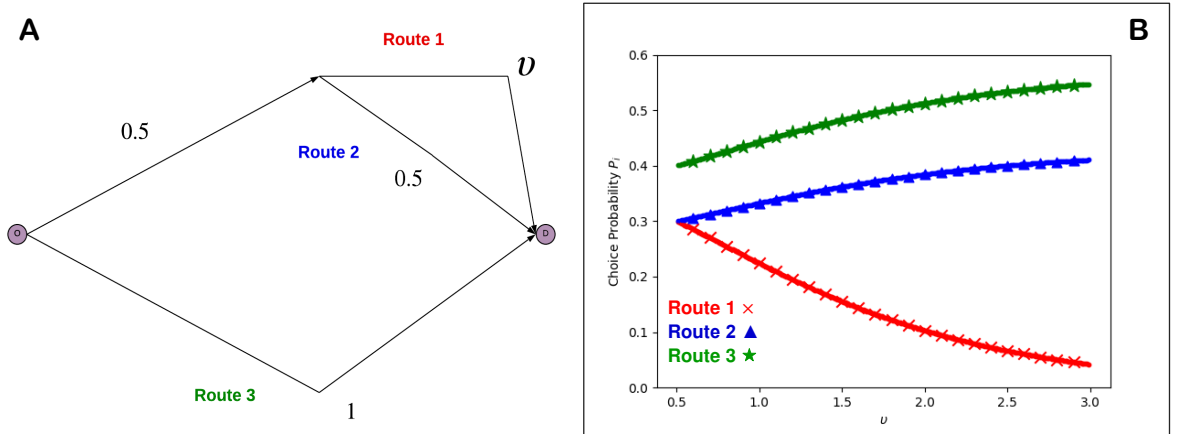 A
Route 1
υ
0.5
Route 2
0.5
O
D
Route 3
1
B
0.6
0.5
0.4
0.3
0.2
0.1
0.0
Choice Probability Pᵢ
Route 1 ×
Route 2 ▲
Route 3 ★
0.5 1.0 1.5 2.0 2.5 3.0
υ